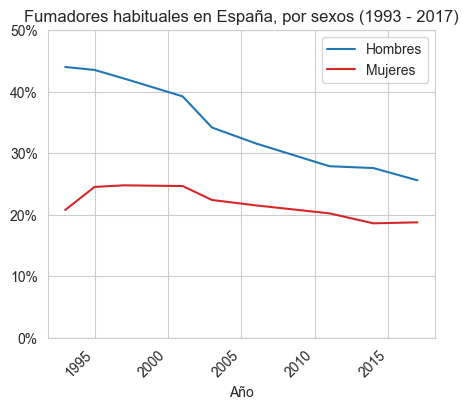 Fumadores habituales en España, por sexos (1993 - 2017)
50%
40%
30%
20%
10%
0%
Hombres
Mujeres
1995
2000
2005
2010
2015
Año